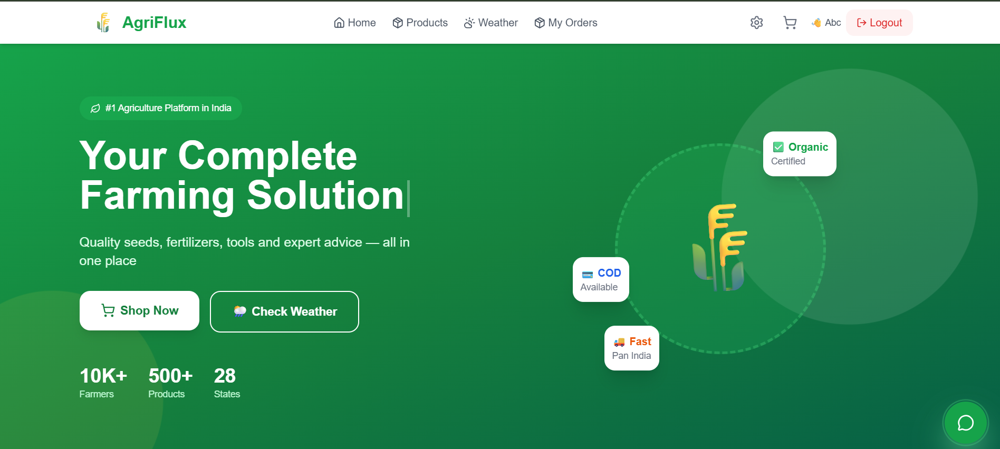 AgriFlux
Home
Products
Weather
My Orders
👋 Abc
Logout
#1 Agriculture Platform in India
Your Complete
Farming Solution
Quality seeds, fertilizers, tools and expert advice — all in
one place
Shop Now
Check Weather
10K+
Farmers
500+
Products
28
States
✅ Organic
Certified
💳 COD
Available
🚚 Fast
Pan India